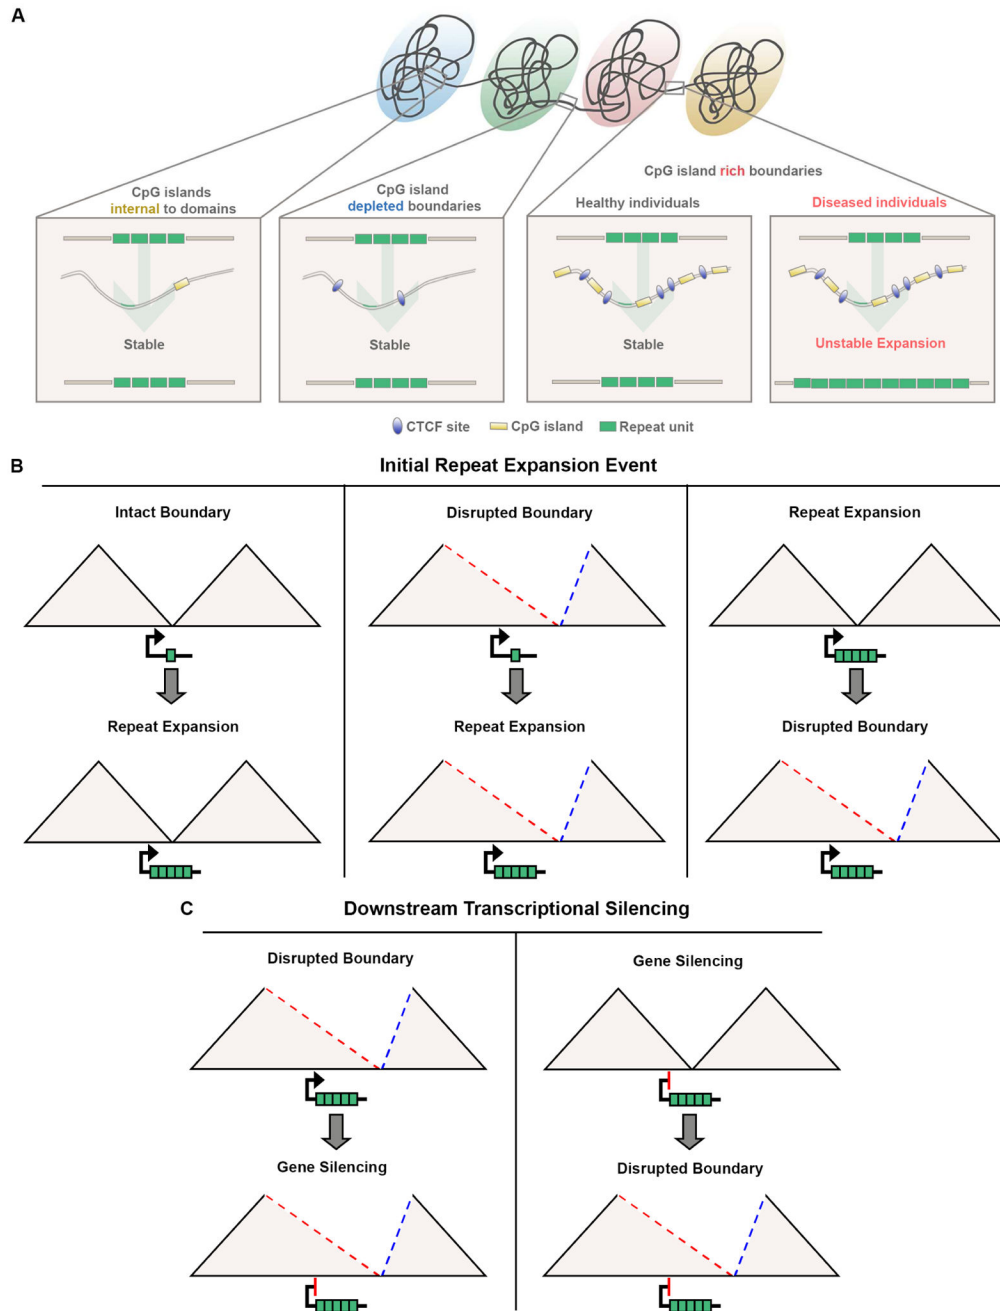 A
CpG islands
internal to domains
CpG island
depleted boundaries
CpG island rich boundaries
Healthy individuals
Diseased individuals
Stable
Stable
Stable
Unstable Expansion
CTCF site
CpG island
Repeat unit
B
Initial Repeat Expansion Event
Intact Boundary
Disrupted Boundary
Repeat Expansion
Repeat Expansion
Repeat Expansion
Disrupted Boundary
C
Downstream Transcriptional Silencing
Disrupted Boundary
Gene Silencing
Gene Silencing
Disrupted Boundary